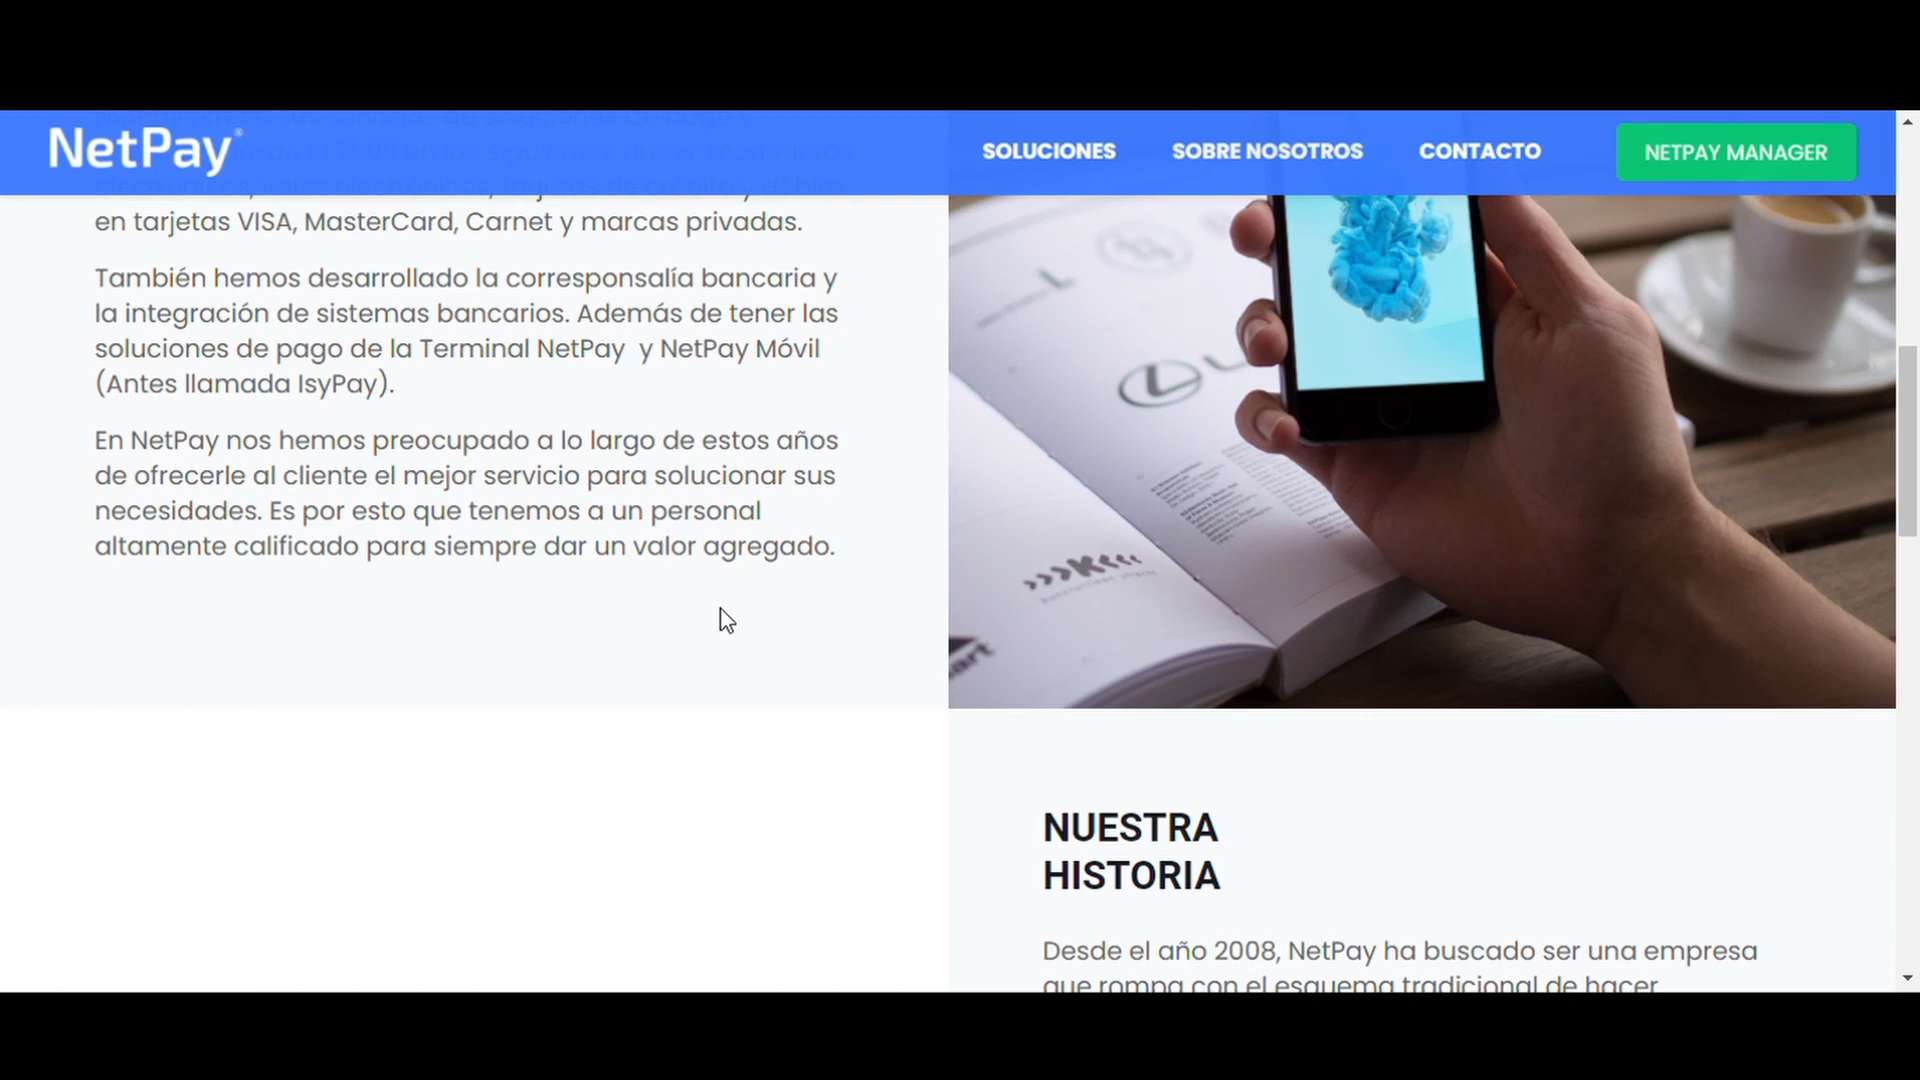 NetPay®
SOLUCIONES
SOBRE NOSOTROS
CONTACTO
NETPAY MANAGER
en tarjetas VISA, MasterCard, Carnet y marcas privadas.
También hemos desarrollado la corresponsalía bancaria y
la integración de sistemas bancarios. Además de tener las
soluciones de pago de la Terminal NetPay y NetPay Móvil
(Antes llamada IsyPay).
En NetPay nos hemos preocupado a lo largo de estos años
de ofrecerle al cliente el mejor servicio para solucionar sus
necesidades. Es por esto que tenemos a un personal
altamente calificado para siempre dar un valor agregado.
NUESTRA
HISTORIA
Desde el año 2008, NetPay ha buscado ser una empresa
que rompa con el esquema tradicional de hacer